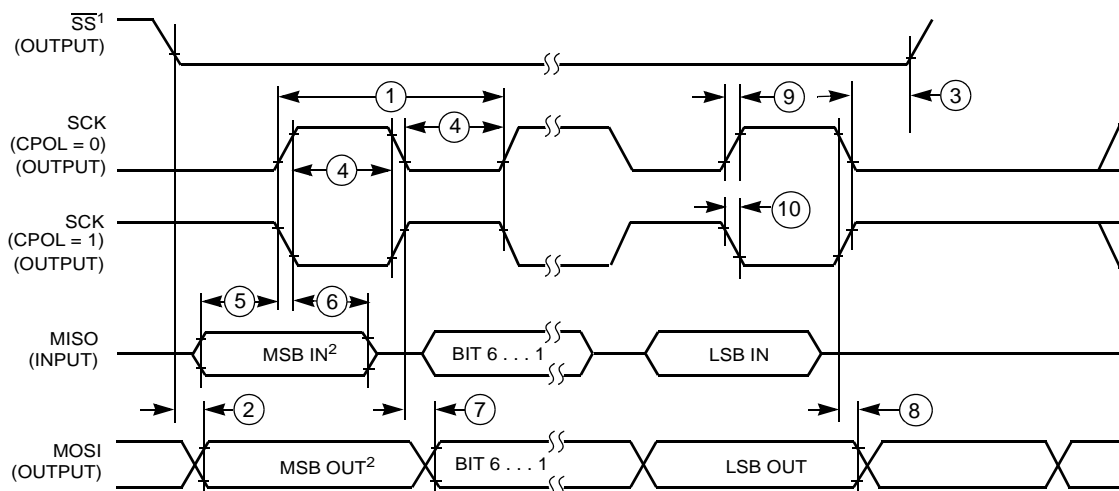 SS¹
(OUTPUT)
1
9
3
SCK
(CPOL = 0)
(OUTPUT)
4
4
SCK
(CPOL = 1)
(OUTPUT)
10
5
6
MISO
(INPUT)
MSB IN²
BIT 6 . . . 1
LSB IN
2
7
8
MOSI
(OUTPUT)
MSB OUT²
BIT 6 . . . 1
LSB OUT